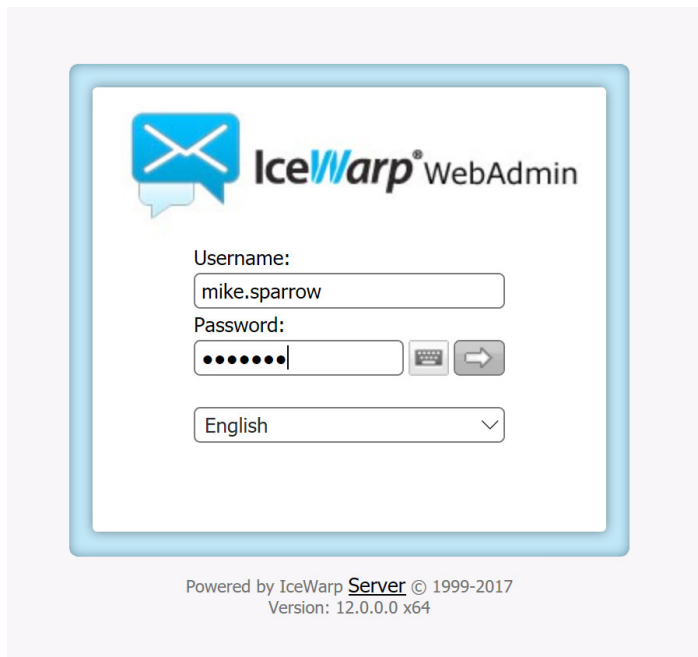 IceWarp® WebAdmin
Username:
mike.sparrow
Password:
•••••••
English
Powered by IceWarp Server © 1999-2017
Version: 12.0.0.0 x64